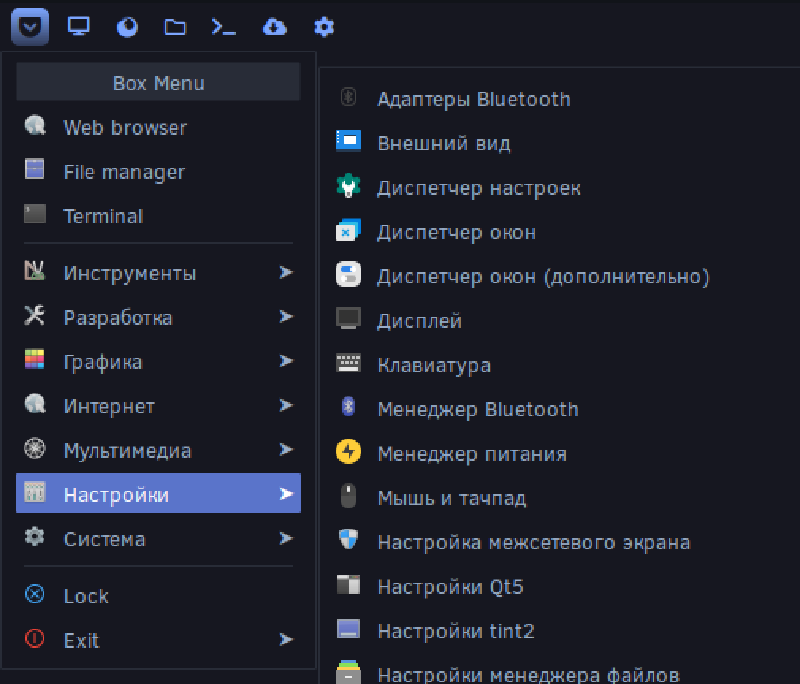 Box Menu
Web browser
File manager
Terminal
Инструменты
Разработка
Графика
Интернет
Мультимедиа
Настройки
Система
Lock
Exit
Адаптеры Bluetooth
Внешний вид
Диспетчер настроек
Диспетчер окон
Диспетчер окон (дополнительно)
Дисплей
Клавиатура
Менеджер Bluetooth
Менеджер питания
Мышь и тачпад
Настройка межсетевого экрана
Настройки Qt5
Настройки tint2
Настройки менеджера файлов